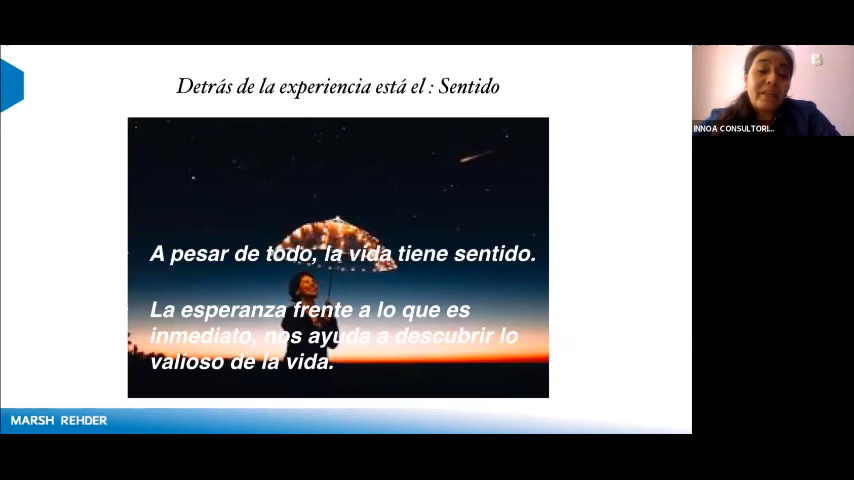 Detrás de la experiencia está el : Sentido
A pesar de todo, la vida tiene sentido.
La esperanza frente a lo que es
inmediato, nos ayuda a descubrir lo
valioso de la vida.
INNOA CONSULTORI...
MARSH REHDER